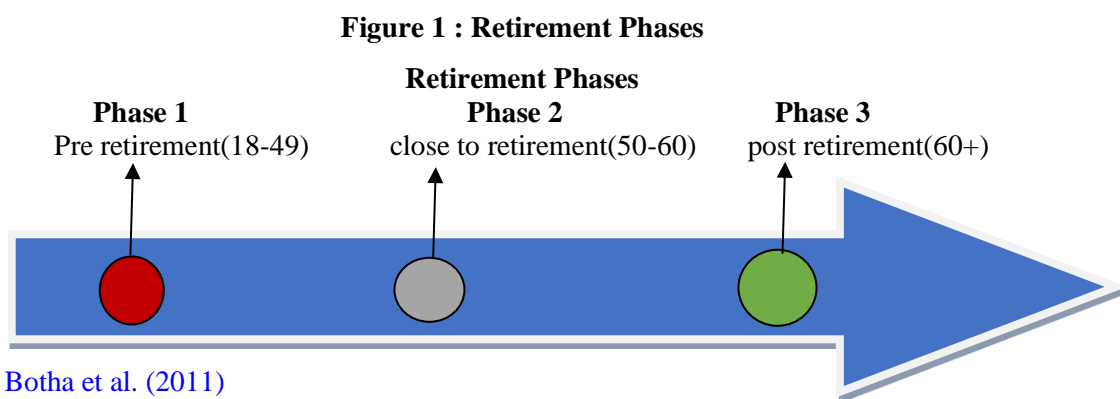 Figure 1 : Retirement Phases
Retirement Phases
Phase 1 Phase 2 Phase 3
Pre retirement(18-49) close to retirement(50-60) post retirement(60+)
Botha et al. (2011)